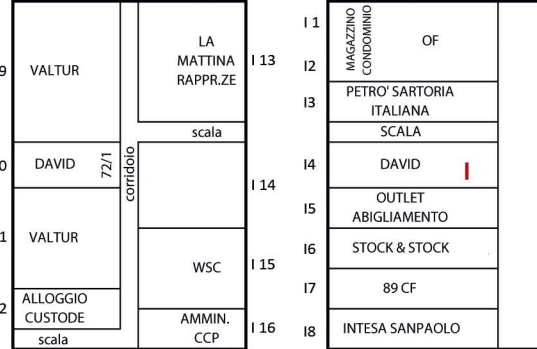 9
VALTUR
0
DAVID
72/1
1
VALTUR
2
ALLOGGIO
CUSTODE
scala
corridoio
LA
MATTINA
RAPPR.ZE
I 13
scala
I 14
WSC
I 15
AMMIN.
CCP
I 16
I 1
MAGAZZINO
CONDOMINIO
OF
I2
I3
PETRO' SARTORIA
ITALIANA
SCALA
I4
DAVID
I5
OUTLET
ABIGLIAMENTO
I6
STOCK & STOCK
I7
89 CF
I8
INTESA SANPAOLO